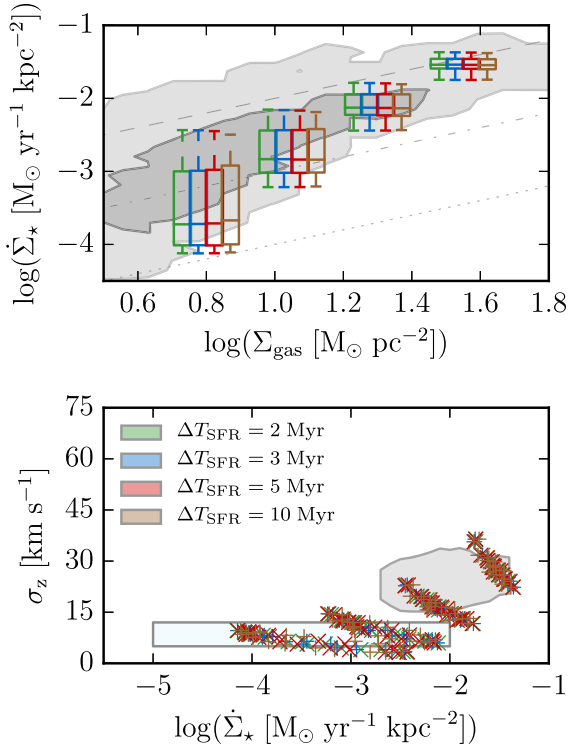 −1
−2
−3
−4
log(Σ̇⋆ [M⊙ yr−1 kpc−2])
0.6 0.8 1.0 1.2 1.4 1.6 1.8
log(Σgas [M⊙ pc−2])
75
60
45
30
15
0
σz [km s−1]
ΔTSFR = 2 Myr
ΔTSFR = 3 Myr
ΔTSFR = 5 Myr
ΔTSFR = 10 Myr
−5 −4 −3 −2 −1
log(Σ̇⋆ [M⊙ yr−1 kpc−2])